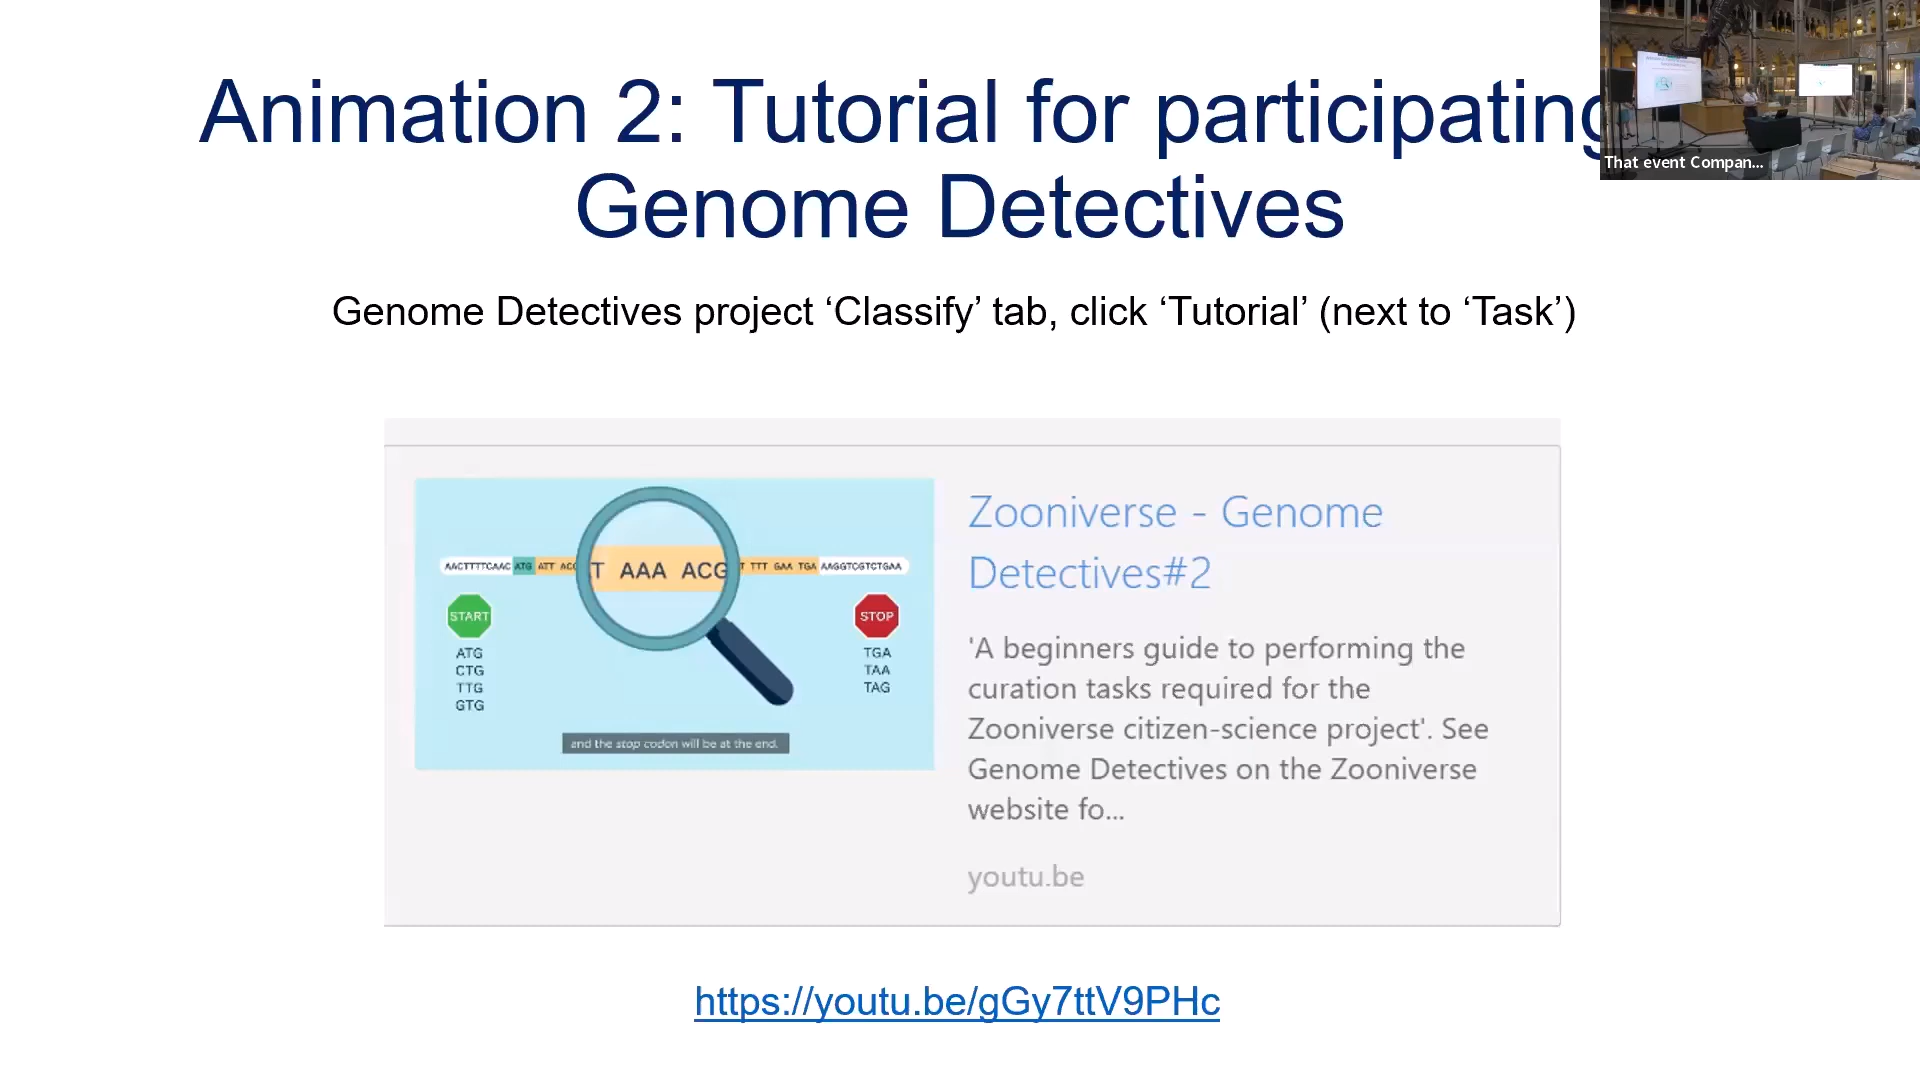 Animation 2: Tutorial for participating
Genome Detectives
That event Compan...
Genome Detectives project ‘Classify’ tab, click ‘Tutorial’ (next to ‘Task’)
AACTTTTCAAC ATG ATT ACC T AAA ACG T TTT GAA TGA AAGGTCGTCTGAA
START
ATG
CTG
TTG
GTG
STOP
TGA
TAA
TAG
and the stop codon will be at the end.
Zooniverse - Genome
Detectives#2
'A beginners guide to performing the
curation tasks required for the
Zooniverse citizen-science project'. See
Genome Detectives on the Zooniverse
website fo...
youtu.be
https://youtu.be/gGy7ttV9PHc